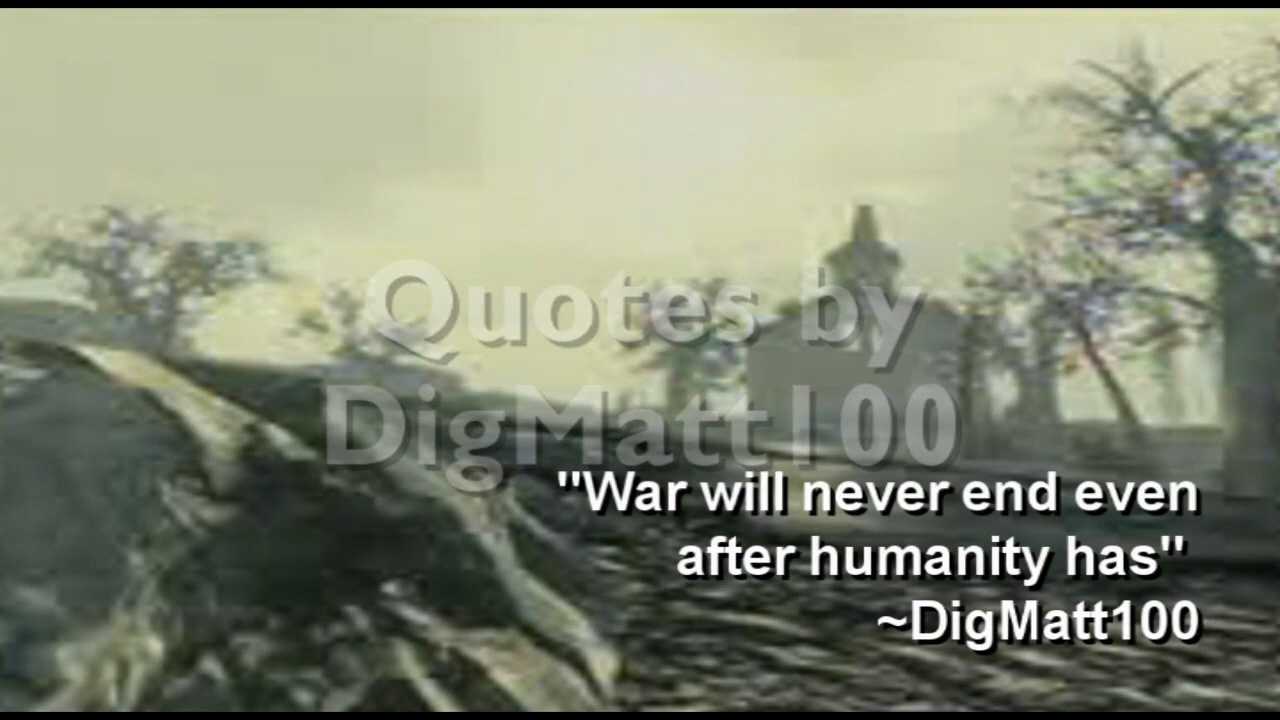 Quotes by
DigMatt100
"War will never end even
after humanity has"
~DigMatt100